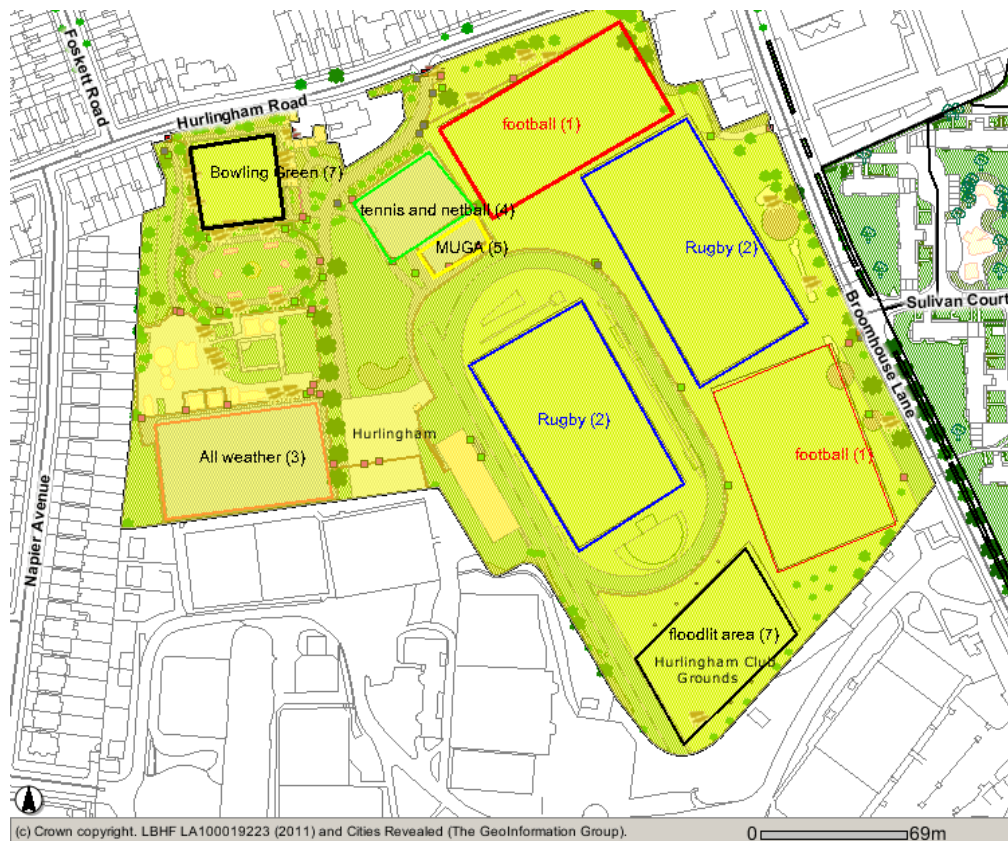 Foskett Road
Hurlingham Road
football (1)
Bowling Green (7)
tennis and netball (4)
MUGA (5)
Rugby (2)
Sulivan Court
Broomhouse Lane
Rugby (2)
Hurlingham
All weather (3)
football (1)
Napier Avenue
floodlit area (7)
Hurlingham Club
Grounds
(c) Crown copyright. LBHF LA100019223 (2011) and Cities Revealed (The GeoInformation Group).
0 69m